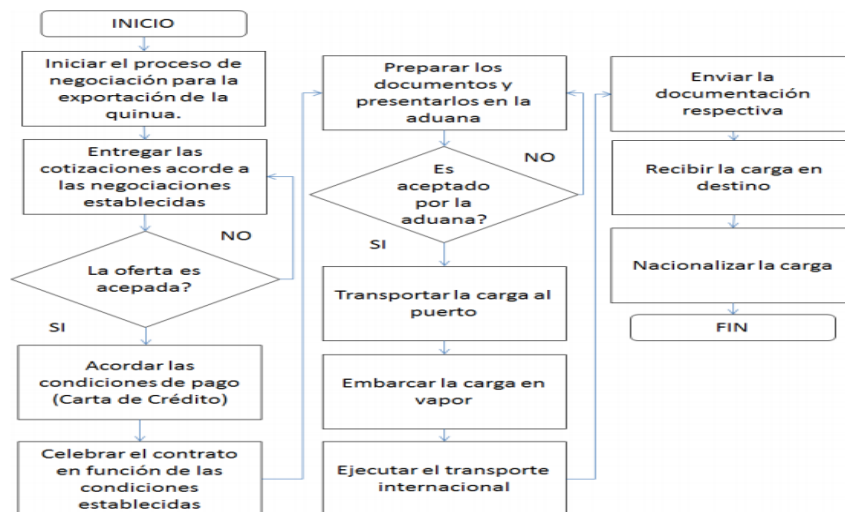 INICIO
Iniciar el proceso de
negociación para la
exportación de la
quinua.
Entregar las
cotizaciones acorde a
las negociaciones
establecidas
NO
La oferta es
acepada?
SI
Acordar las
condiciones de pago
(Carta de Crédito)
Celebrar el contrato
en función de las
condiciones
establecidas
Preparar los
documentos y
presentarlos en la
aduana
NO
Es
aceptado
por la
aduana?
SI
Transportar la carga al
puerto
Embarcar la carga en
vapor
Ejecutar el transporte
internacional
Enviar la
documentación
respectiva
Recibir la carga en
destino
Nacionalizar la carga
FIN